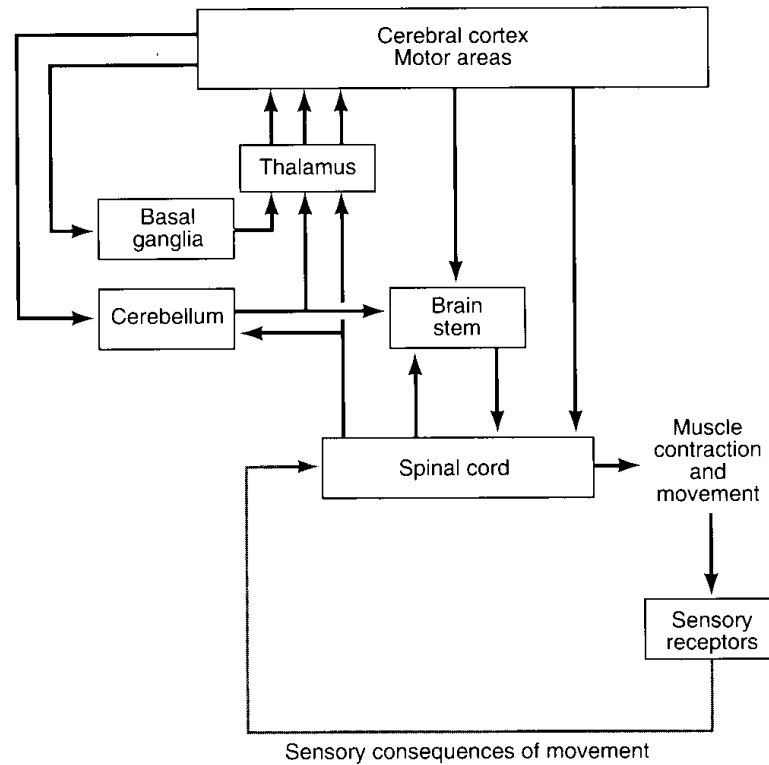 Cerebral cortex
Motor areas
Thalamus
Basal
ganglia
Cerebellum
Brain
stem
Spinal cord
Muscle
contraction
and
movement
Sensory
receptors
Sensory consequences of movement